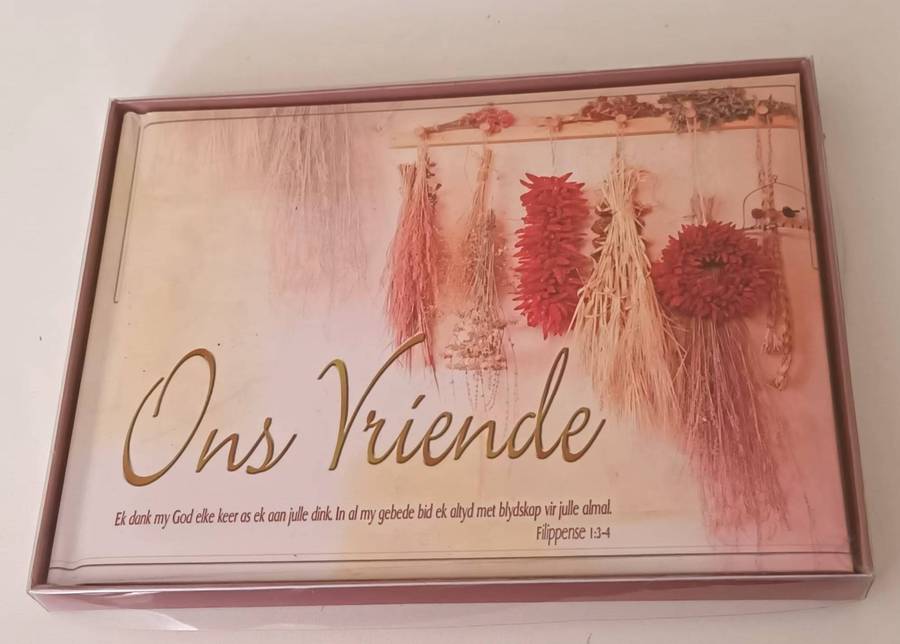 Ons Vriende
Ek dank my God elke keer as ek aan julle dink. In al my gebede bid ek altyd met blydskap vir julle almal.
Filippense 1:3-4